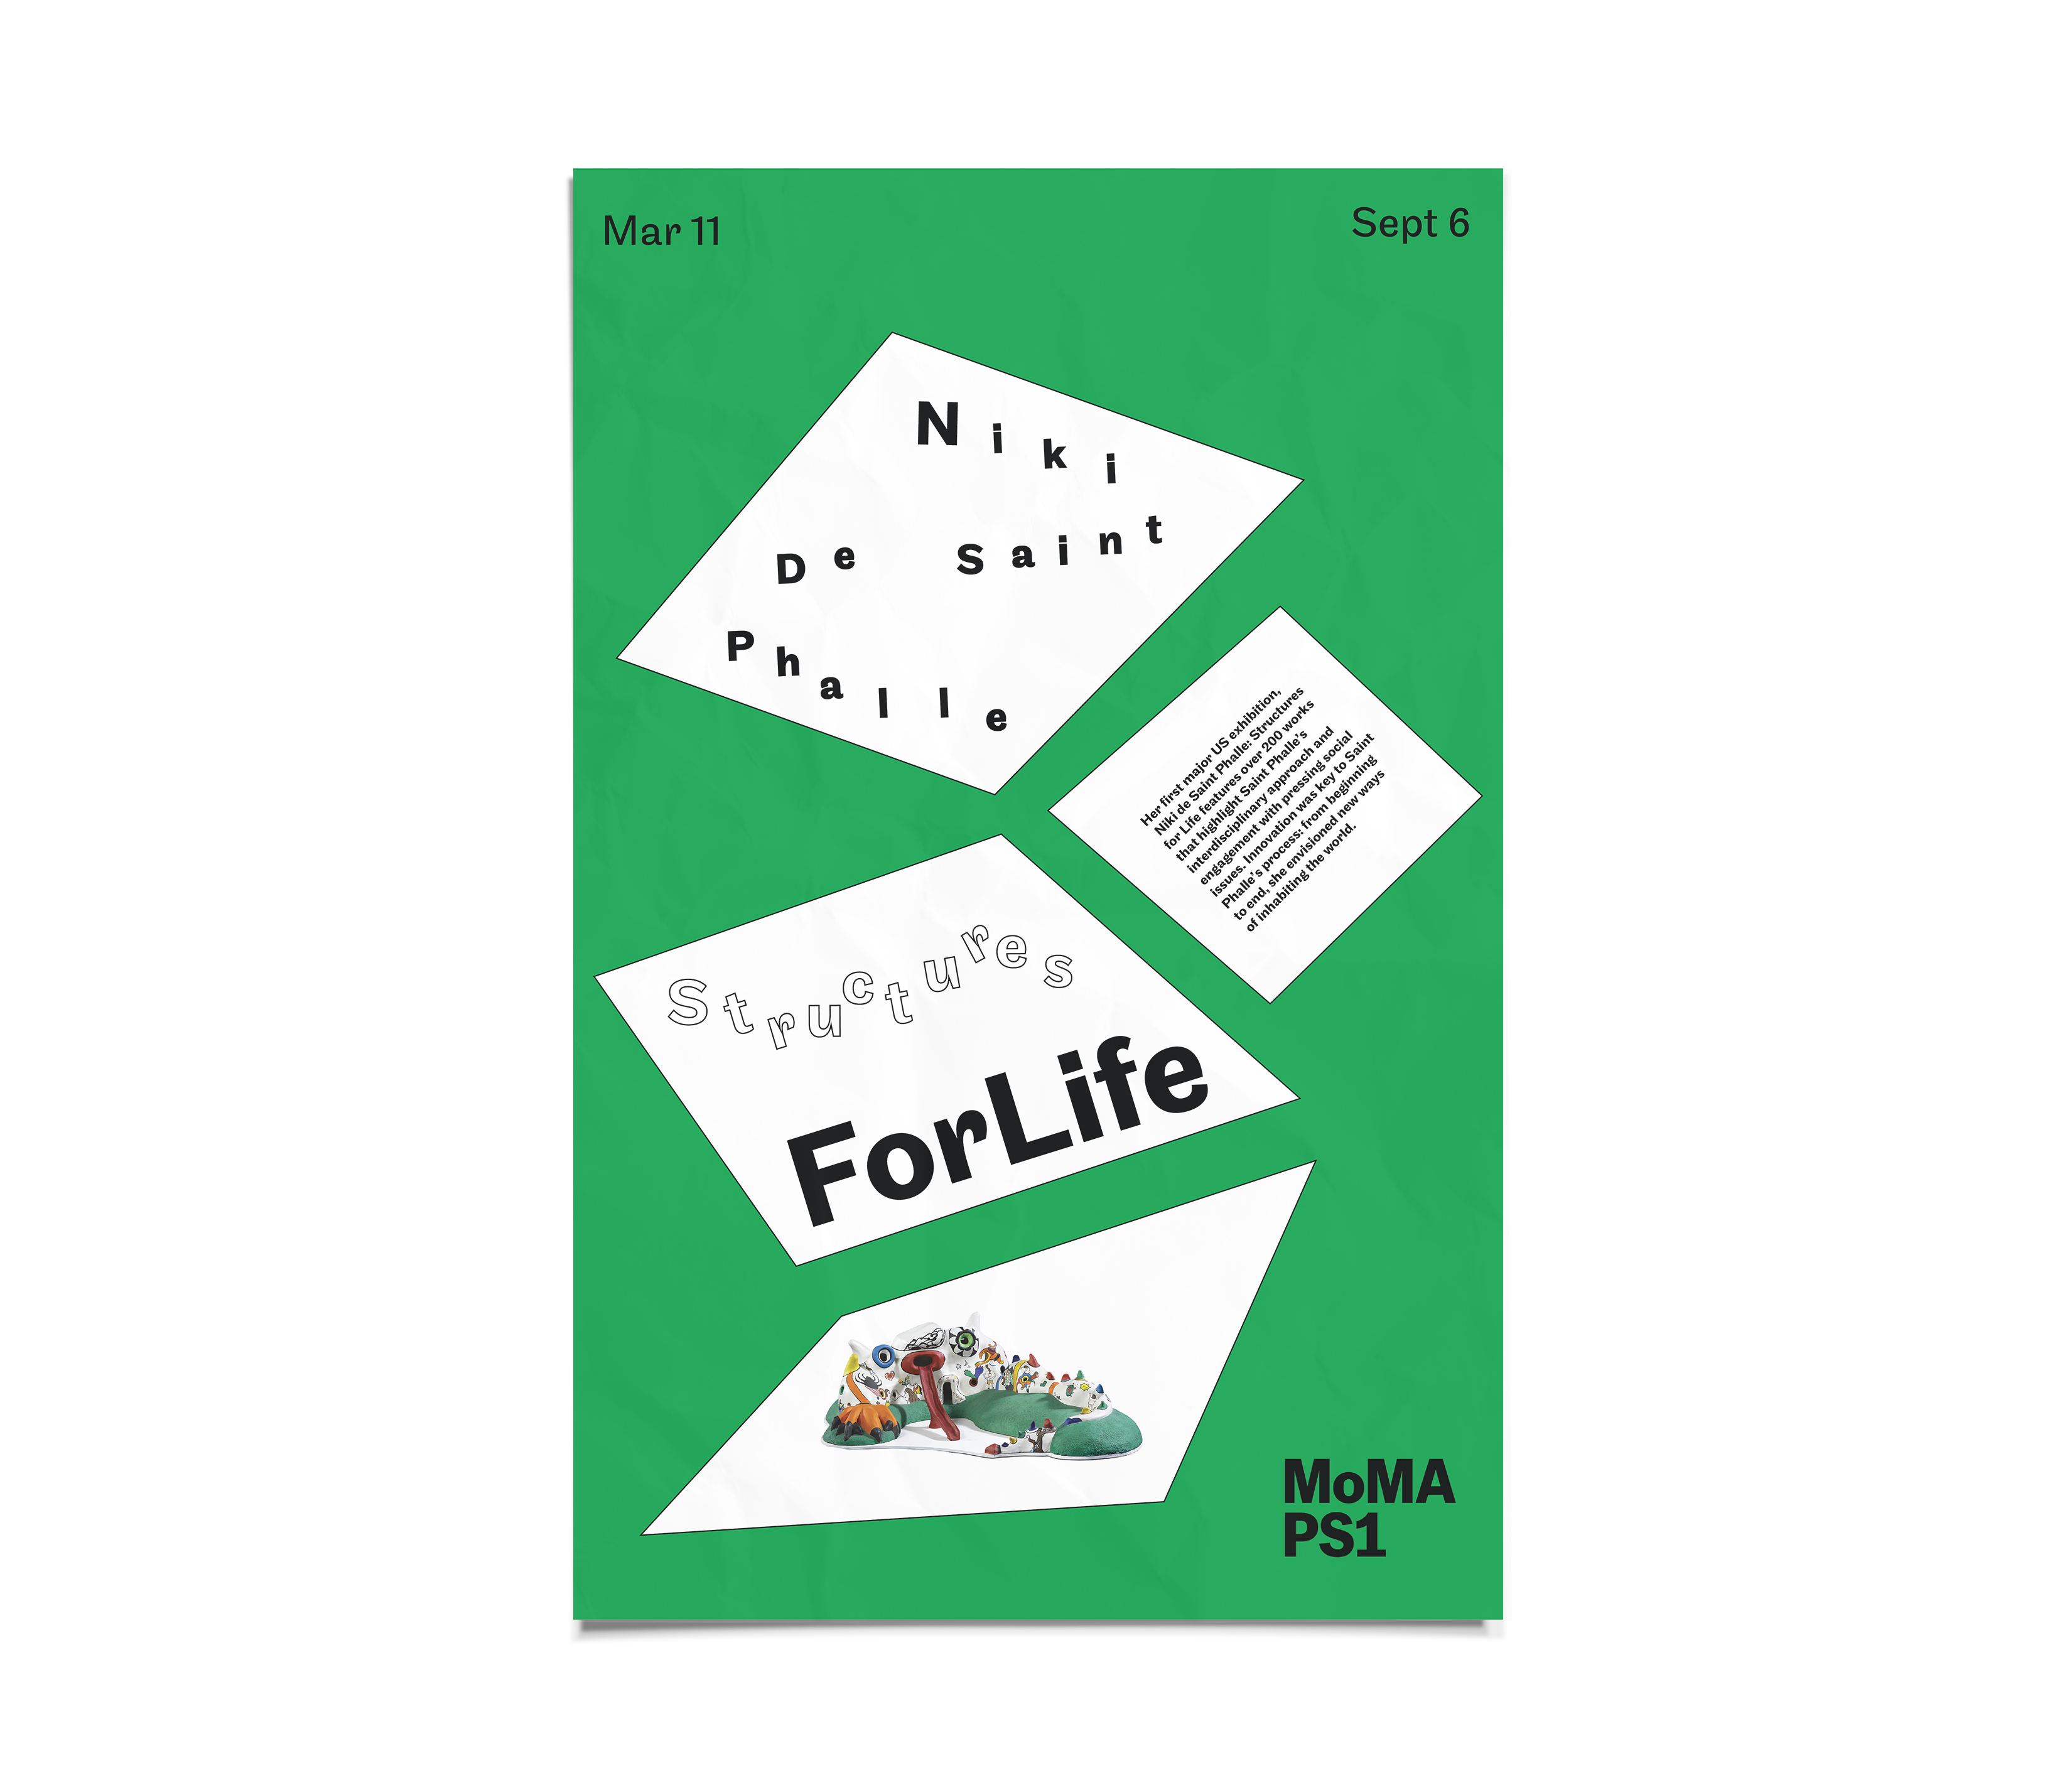 Mar 11
Sept 6
Niki
De Saint
Phalle
Her first major US exhibition,
Niki de Saint Phalle: Structures
for Life features over 200 works
that highlight Saint Phalle's
interdisciplinary approach and
engagement with pressing social
issues. Innovation was key to Saint
Phalle's process: from beginning
to end, she envisioned new ways
of inhabiting the world.
Structures
ForLife
MoMA
PS1